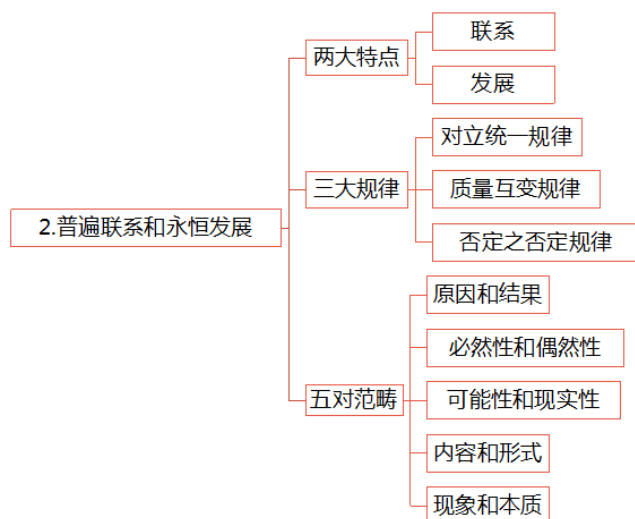 2.普遍联系和永恒发展
两大特点
联系
发展
三大规律
对立统一规律
质量互变规律
否定之否定规律
五对范畴
原因和结果
必然性和偶然性
可能性和现实性
内容和形式
现象和本质